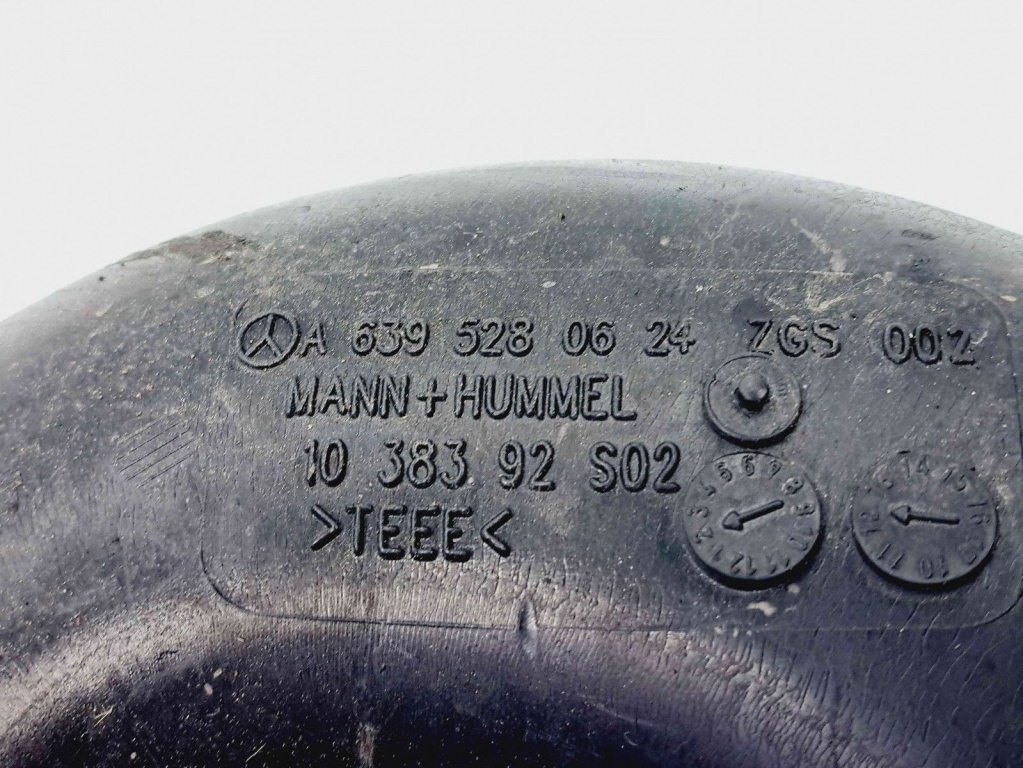 A 639 528 06 24 ZGS 002
MANN+HUMMEL
10 383 92 S02
>TEEE<